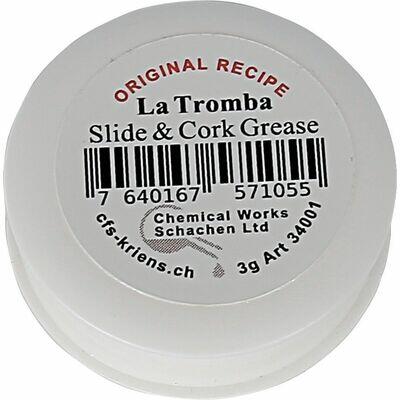 ORIGINAL RECIPE
La Tromba
Slide & Cork Grease
7 640167 571055
Chemical Works
Schachen Ltd
cfs-kriens.ch
3g Art 34001